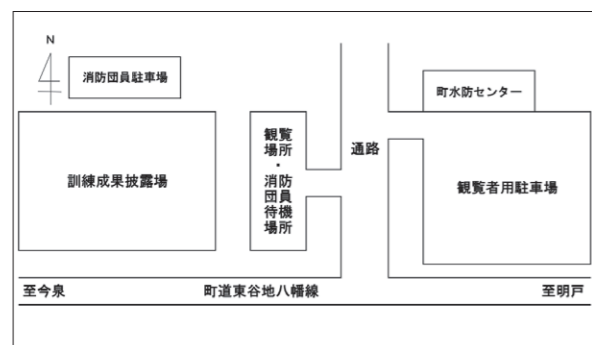 N
消防団員駐車場
町水防センター
訓練成果披露場
観覧場所・消防団員待機場所
通路
観覧者用駐車場
至今泉
町道東谷地八幡線
至明戸